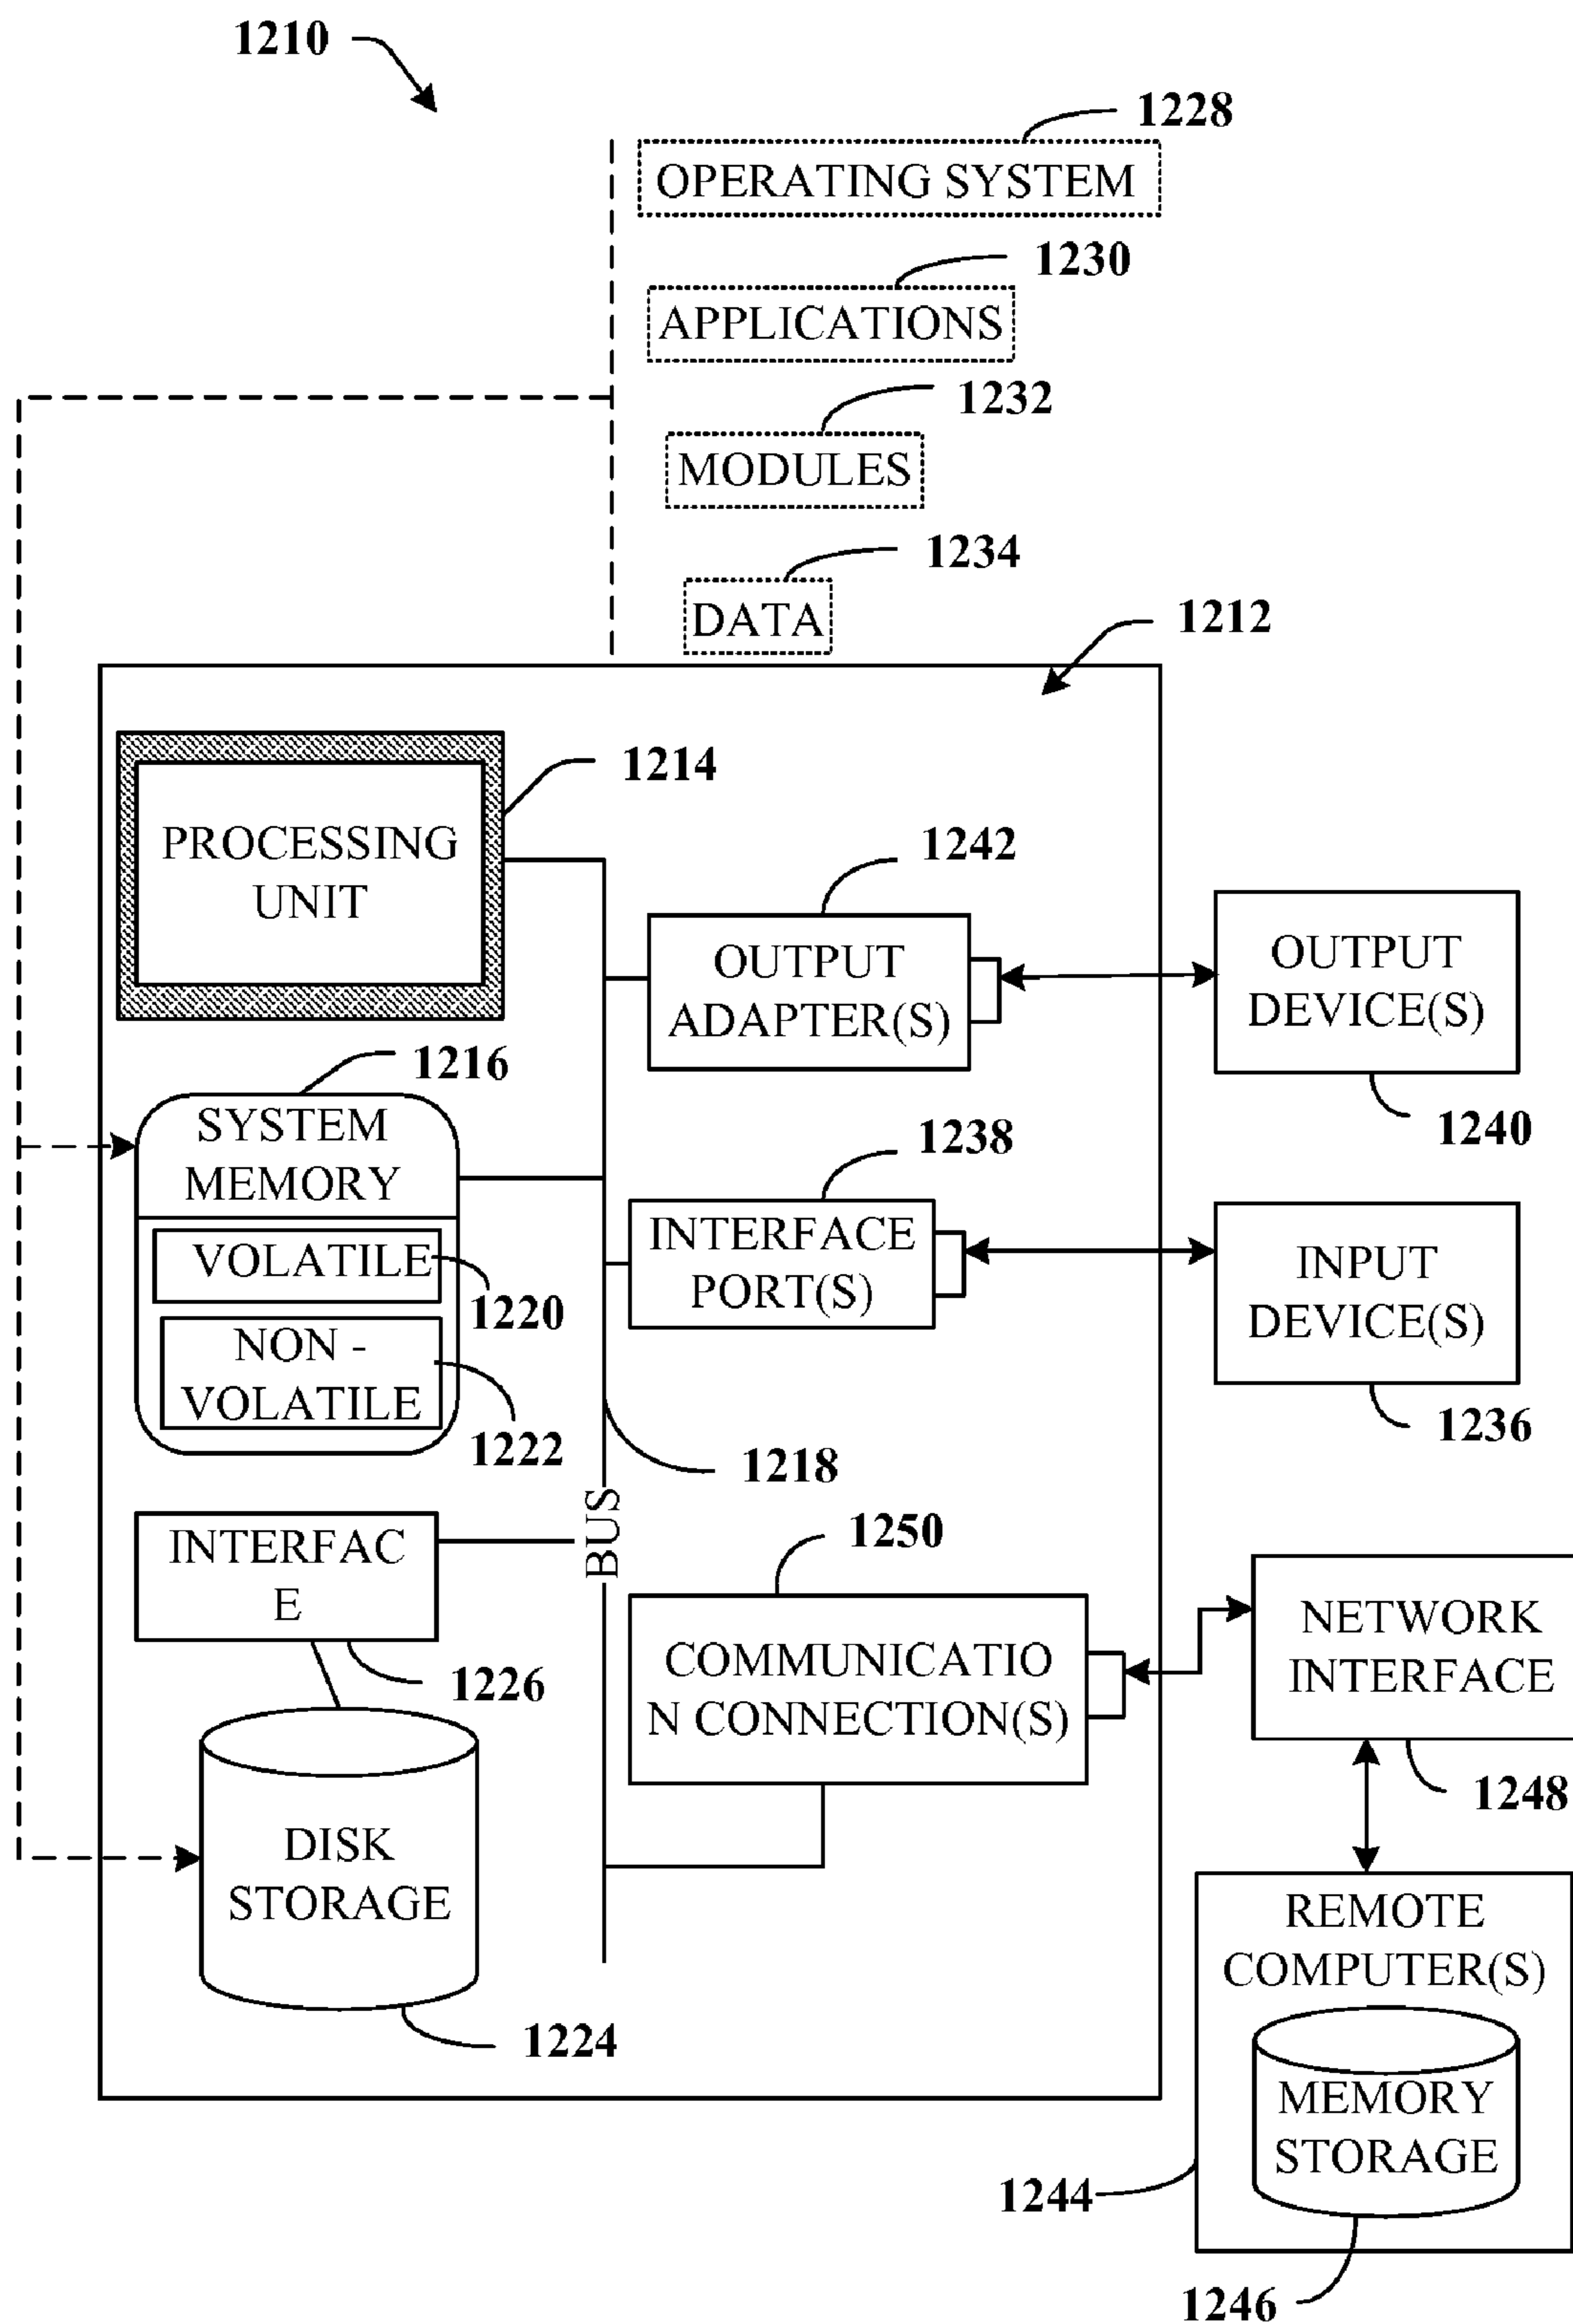 1210
1228
OPERATING SYSTEM
1230
APPLICATIONS
1232
MODULES
1234
DATA
1212
1214
PROCESSING
UNIT
1242
OUTPUT
ADAPTER(S)
OUTPUT
DEVICE(S)
1240
1216
SYSTEM
MEMORY
VOLATILE
1220
NON -
VOLATILE
1222
1238
INTERFACE
PORT(S)
INPUT
DEVICE(S)
1236
1218
BUS
INTERFAC
E
1226
1250
COMMUNICATIO
N CONNECTION(S)
NETWORK
INTERFACE
1248
DISK
STORAGE
1224
REMOTE
COMPUTER(S)
MEMORY
STORAGE
1244
1246